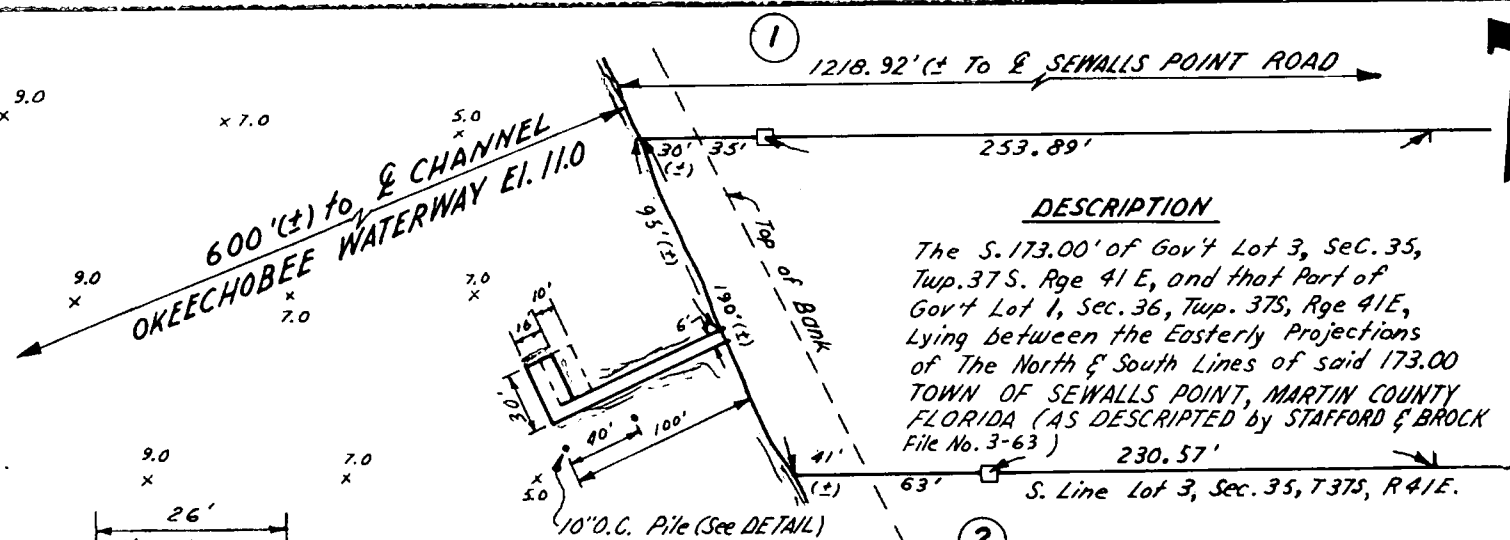 1
1218.92' (± To ℄ SEWALLS POINT ROAD
9.0
7.0
5.0
600'(±) to ℄ CHANNEL
OKEECHOBEE WATERWAY El. 11.0
30'
(±)
35'
253.89'
95'(±)
Top of Bank
190'(±)
6'
DESCRIPTION
The S. 173.00' of Gov't Lot 3, Sec. 35,
Twp. 37 S. Rge 41 E, and that Part of
Gov't Lot 1, Sec. 36, Twp. 37S, Rge 41E,
Lying between the Easterly Projections
of The North & South Lines of said 173.00
TOWN OF SEWALLS POINT, MARTIN COUNTY
FLORIDA (AS DESCRIPTED by STAFFORD & BROCK
File No. 3-63)
9.0
7.0
7.0
10'
16'
30'
40'
100'
9.0
7.0
5.0
41'
(±)
63'
230.57'
S. Line Lot 3, Sec. 35, T37S, R41E.
26'
10" O.C. Pile (See DETAIL)
2